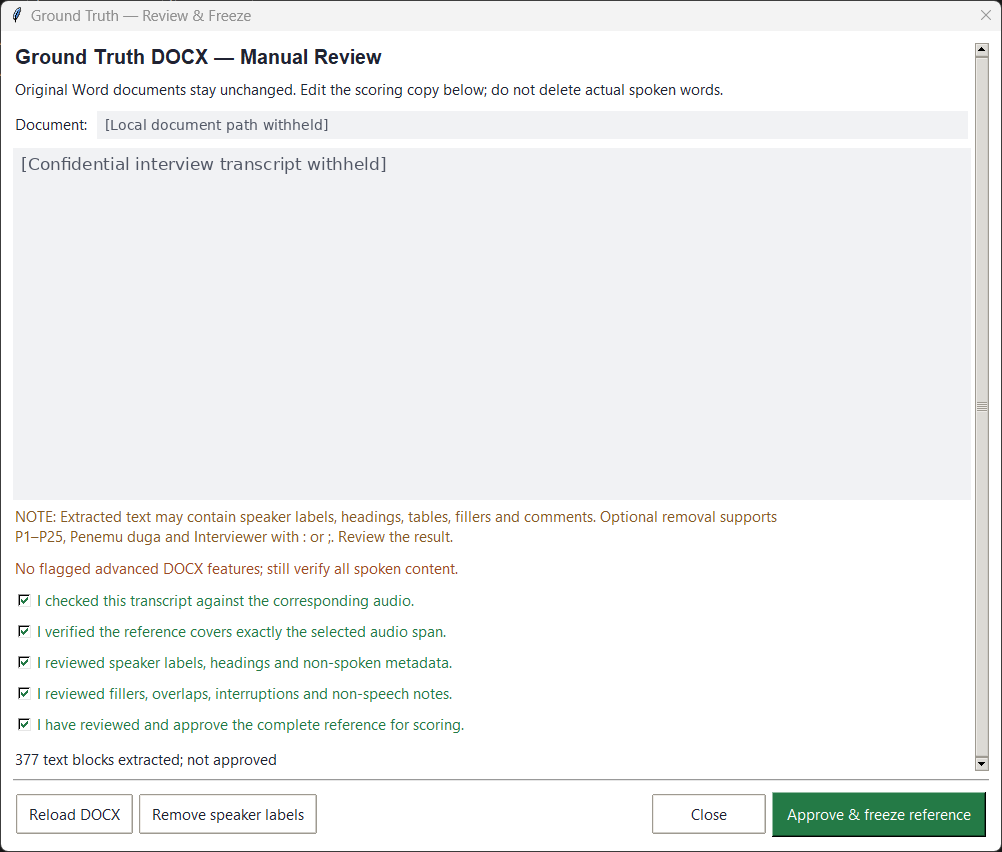 Ground Truth — Review & Freeze
Ground Truth DOCX — Manual Review
Original Word documents stay unchanged. Edit the scoring copy below; do not delete actual spoken words.
Document: [Local document path withheld]
[Confidential interview transcript withheld]
NOTE: Extracted text may contain speaker labels, headings, tables, fillers and comments. Optional removal supports
P1–P25, Penemu duga and Interviewer with : or ;. Review the result.
No flagged advanced DOCX features; still verify all spoken content.
I checked this transcript against the corresponding audio.
I verified the reference covers exactly the selected audio span.
I reviewed speaker labels, headings and non-spoken metadata.
I reviewed fillers, overlaps, interruptions and non-speech notes.
I have reviewed and approve the complete reference for scoring.
377 text blocks extracted; not approved
Reload DOCX Remove speaker labels Close Approve & freeze reference